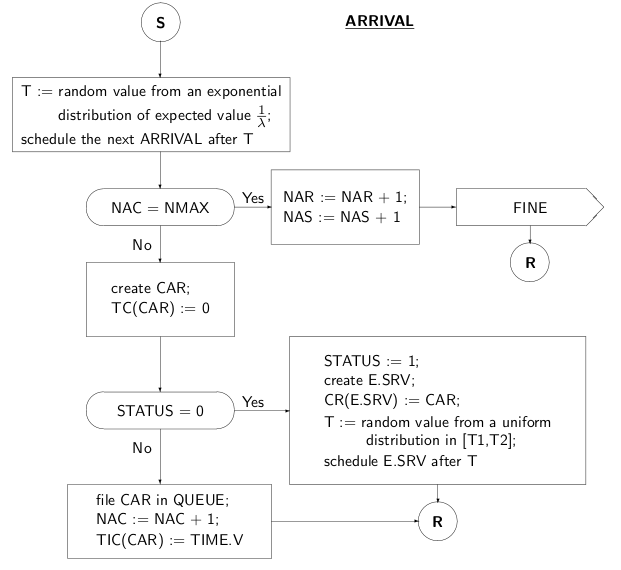 S
ARRIVAL
T := random value from an exponential
distribution of expected value 1/λ;
schedule the next ARRIVAL after T
NAC = NMAX
Yes
NAR := NAR + 1;
NAS := NAS + 1
FINE
R
No
create CAR;
TC(CAR) := 0
STATUS = 0
Yes
STATUS := 1;
create E.SRV;
CR(E.SRV) := CAR;
T := random value from a uniform
distribution in [T1,T2];
schedule E.SRV after T
No
file CAR in QUEUE;
NAC := NAC + 1;
TIC(CAR) := TIME.V
R